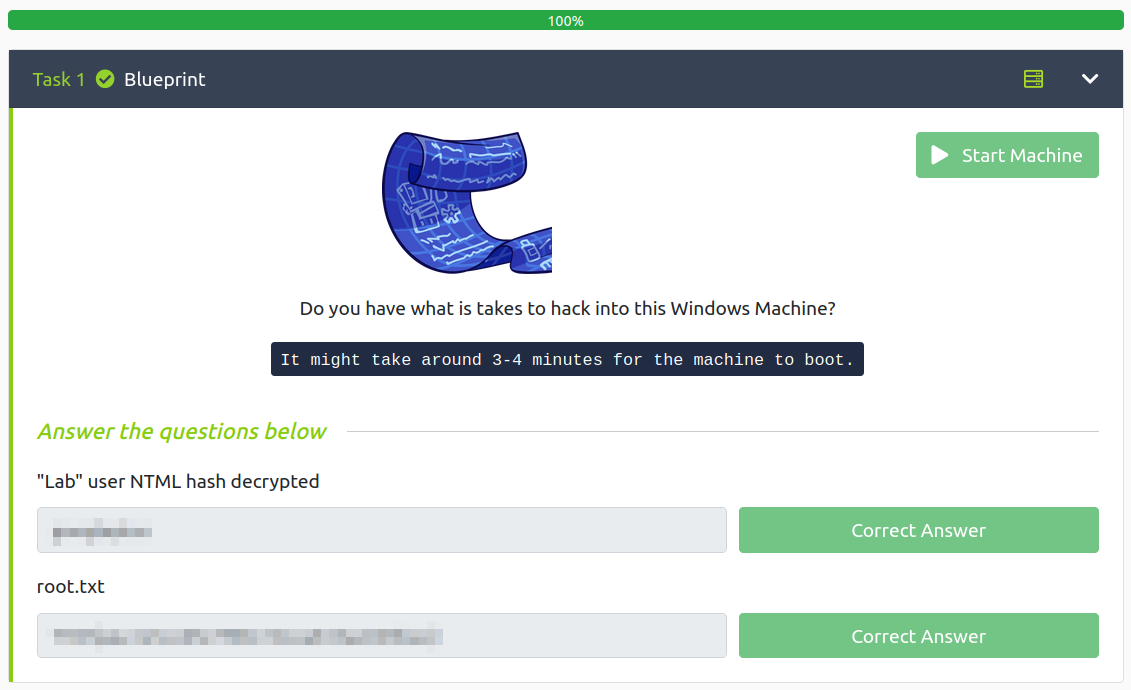 100%
Task 1 Blueprint
Start Machine
Do you have what is takes to hack into this Windows Machine?
It might take around 3-4 minutes for the machine to boot.
Answer the questions below
"Lab" user NTML hash decrypted
Correct Answer
root.txt
Correct Answer